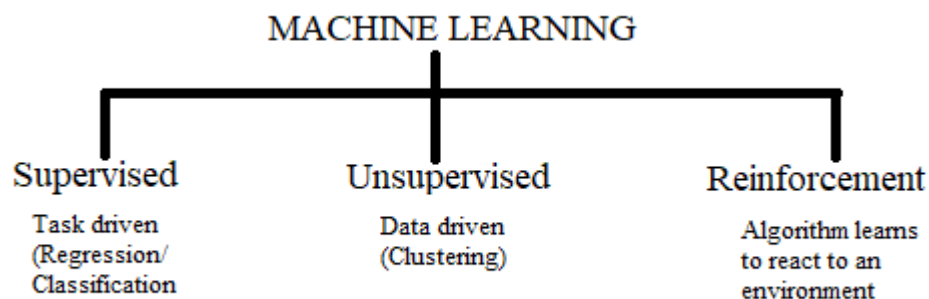 MACHINE LEARNING
Supervised
Task driven
(Regression/
Classification
Unsupervised
Data driven
(Clustering)
Reinforcement
Algorithm learns
to react to an
environment